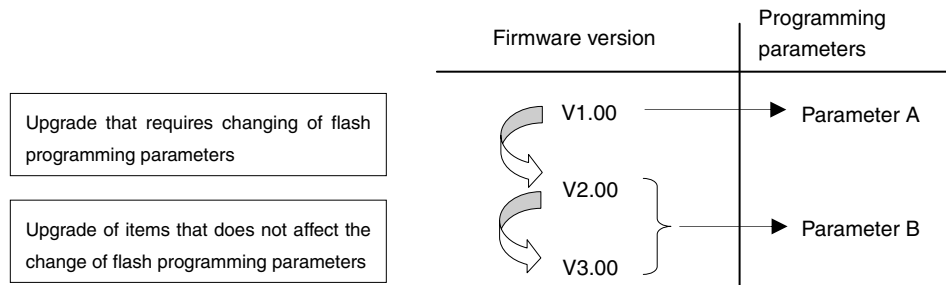 Firmware version
Programming
parameters
Upgrade that requires changing of flash
programming parameters
V1.00
Parameter A
V2.00
Upgrade of items that does not affect the
change of flash programming parameters
Parameter B
V3.00